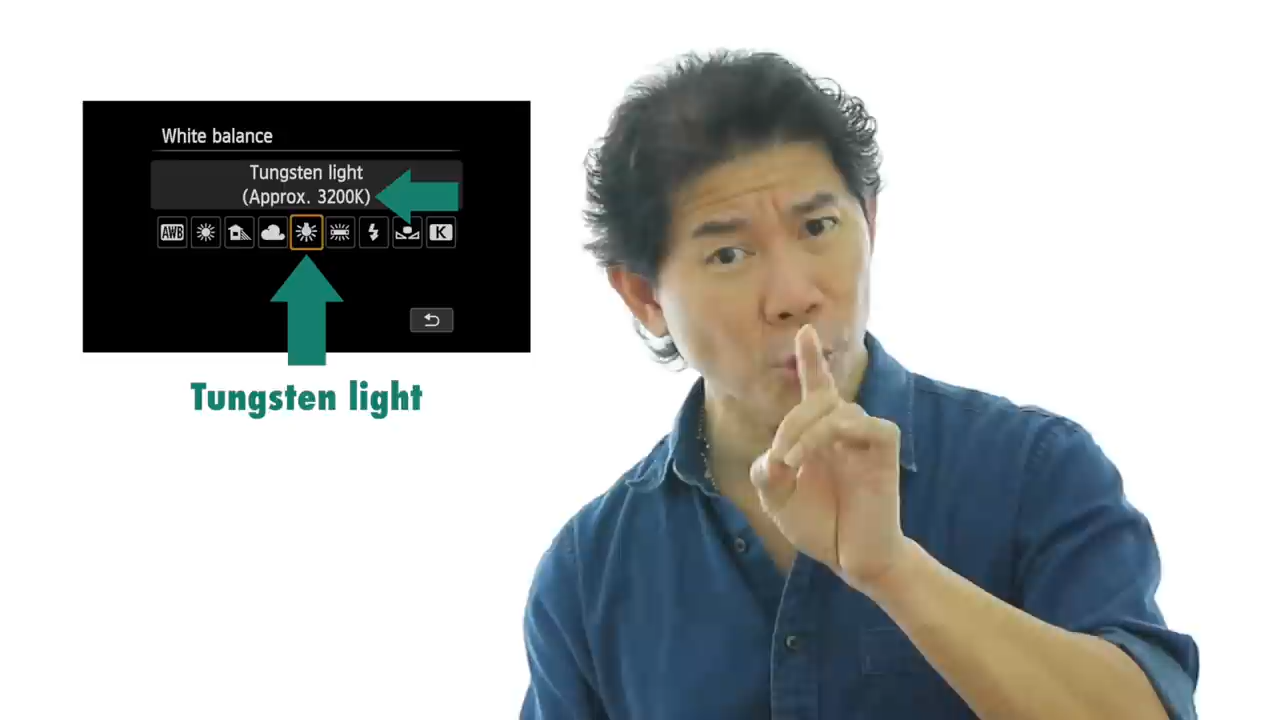 White balance
Tungsten light
(Approx. 3200K)
AWB
K
Tungsten light